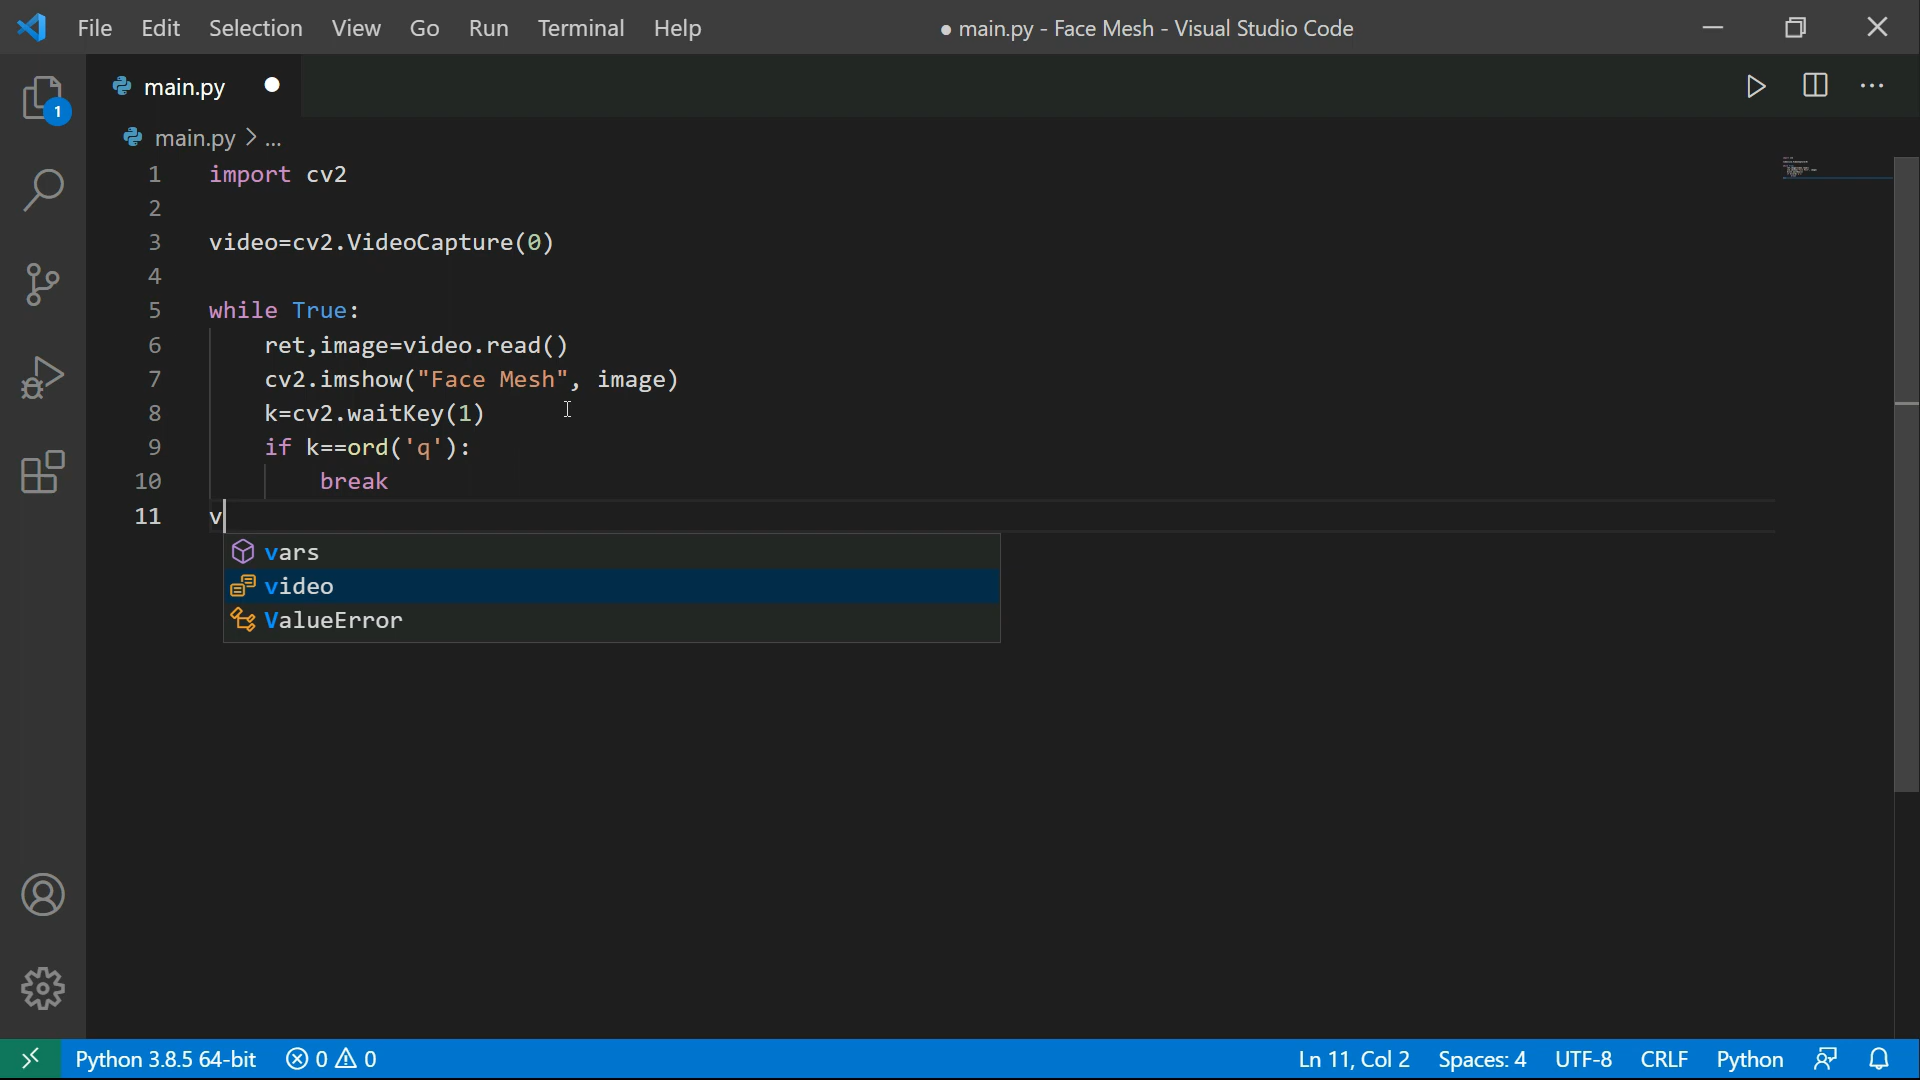 File Edit Selection View Go Run Terminal Help ● main.py - Face Mesh - Visual Studio Code
1
main.py ●
main.py > ...
1 import cv2
2
3 video=cv2.VideoCapture(0)
4
5 while True:
6 ret,image=video.read()
7 cv2.imshow("Face Mesh", image)
8 k=cv2.waitKey(1)
9 if k==ord('q'):
10 break
11 v
vars
video
ValueError
Python 3.8.5 64-bit 0 0 Ln 11, Col 2 Spaces: 4 UTF-8 CRLF Python